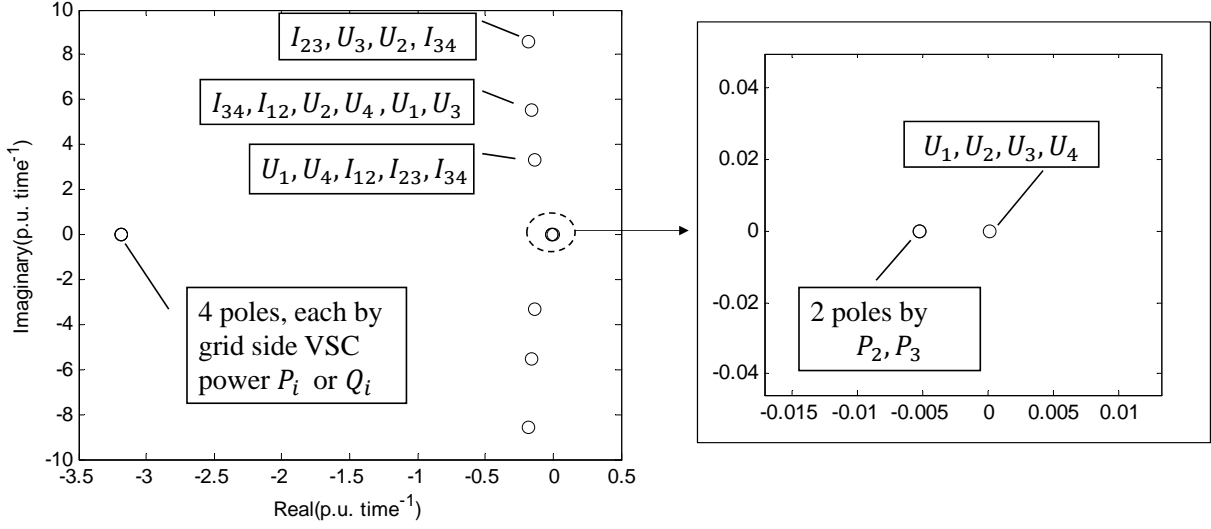 10
8
6
4
2
0
-2
-4
-6
-8
-10
Imaginary(p.u. time-1)
-3.5 -3 -2.5 -2 -1.5 -1 -0.5 0 0.5
Real(p.u. time-1)
I23, U3, U2, I34
I34, I12, U2, U4 , U1, U3
U1, U4, I12, I23, I34
4 poles, each by
grid side VSC
power Pi or Qi
0.04
0.02
0
-0.02
-0.04
-0.015 -0.01 -0.005 0 0.005 0.01
U1, U2, U3, U4
2 poles by
P2, P3